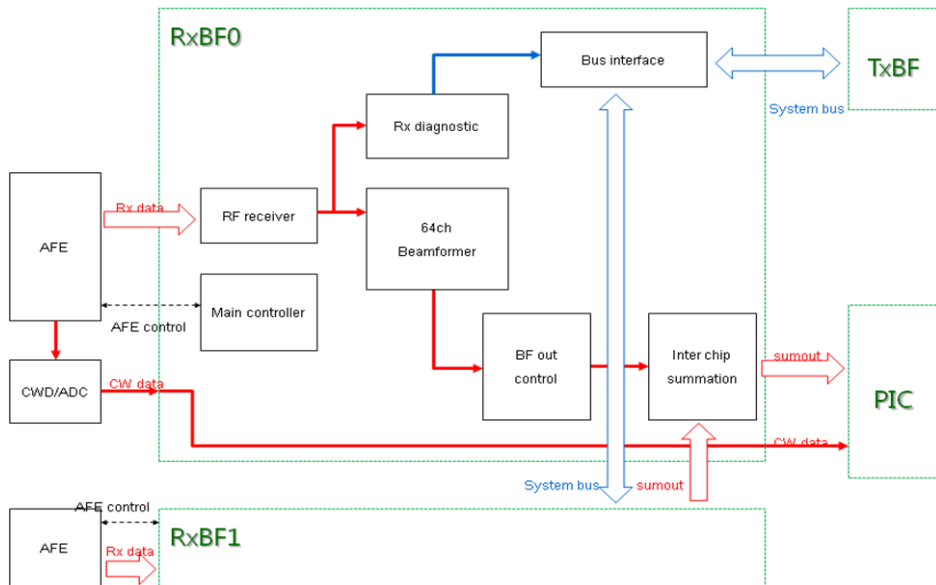 RxBF0
Bus interface
TxBF
System bus
Rx diagnostic
AFE
Rx data
RF receiver
64ch
Beamformer
Main controller
AFE control
BF out
control
Inter chip
summation
sumout
PIC
CWD/ADC
CW data
CW data
System bus
sumout
AFE control
AFE
Rx data
RxBF1